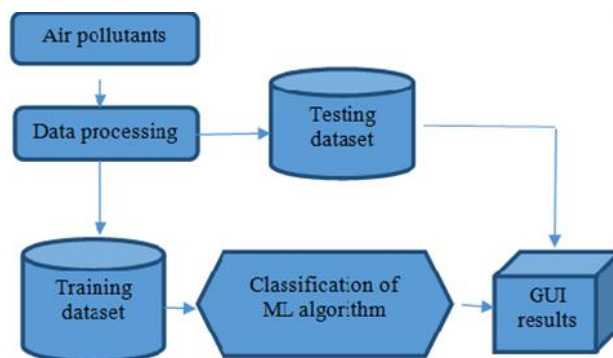 Air pollutants
Data processing
Testing
dataset
Training
dataset
Classification of
ML algorithm
GUI
results